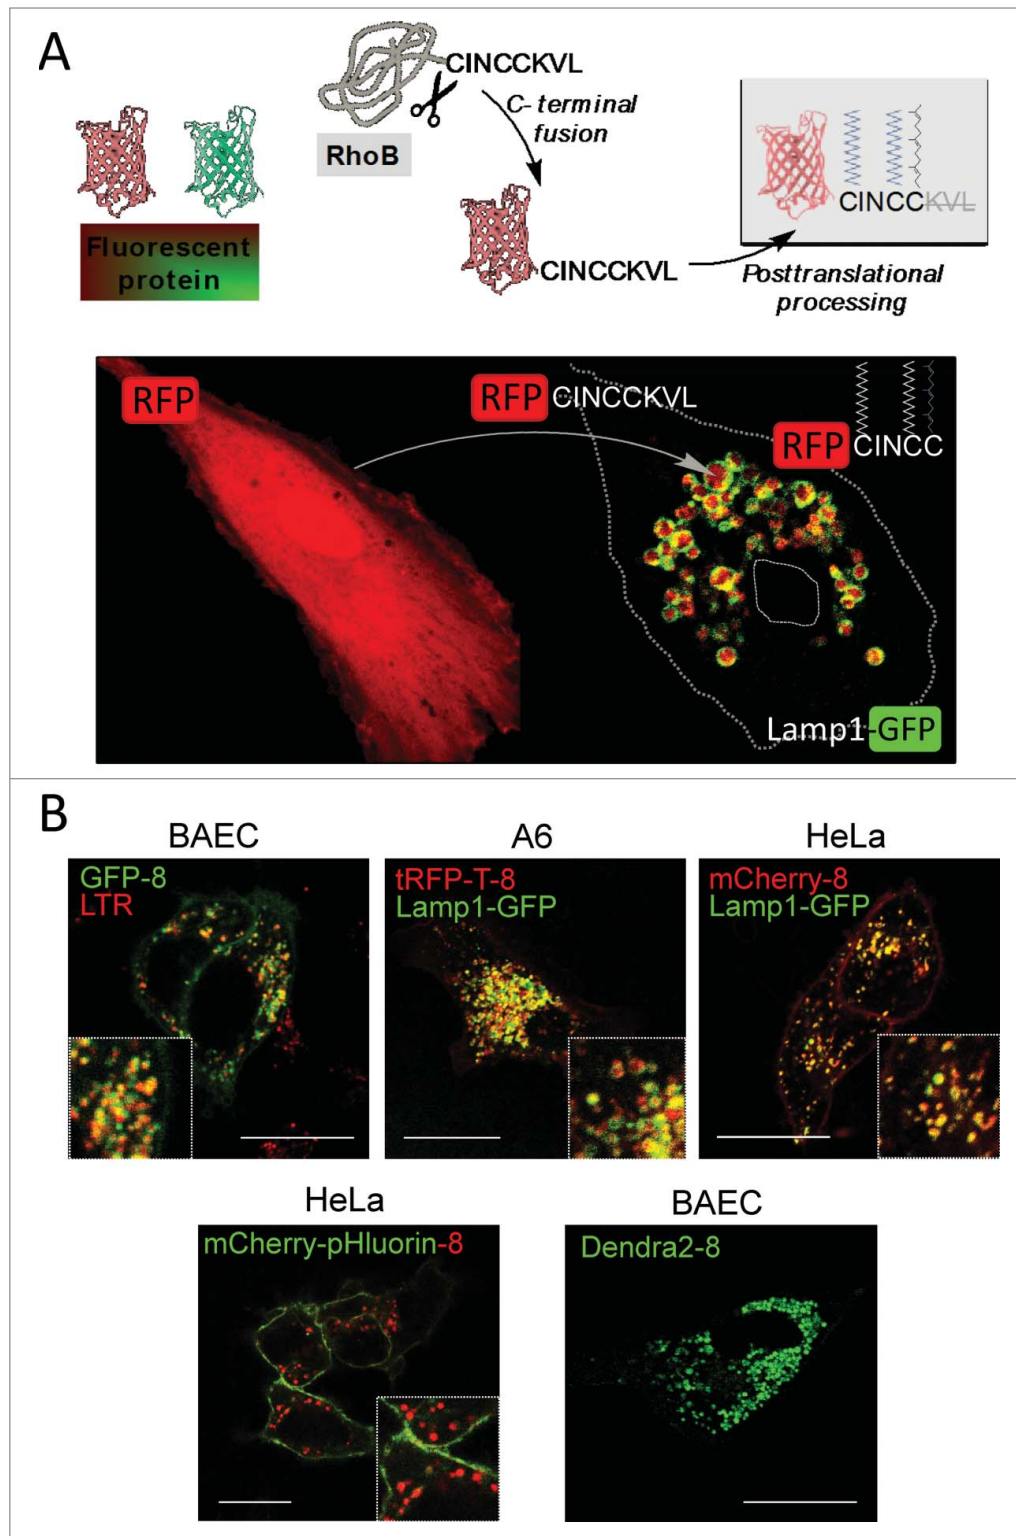 A
CINCCKVL
C-terminal
fusion
RhoB
Fluorescent
protein
CINCCKVL
CINCCKVL
Posttranslational
processing
RFP
RFP CINCCKVL
RFP CINCC
Lamp1-GFP
B
BAEC
GFP-8
LTR
A6
tRFP-T-8
Lamp1-GFP
HeLa
mCherry-8
Lamp1-GFP
HeLa
mCherry-pHluorin-8
BAEC
Dendra2-8